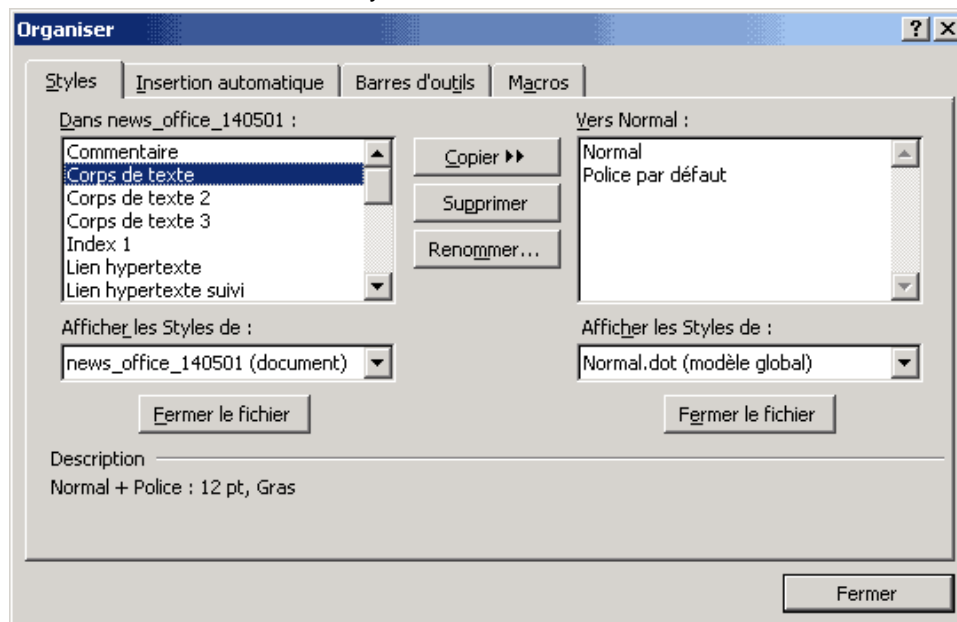 Organiser
Styles Insertion automatique Barres d'outils Macros
Dans news_office_140501 :
Commentaire
Corps de texte
Corps de texte 2
Corps de texte 3
Index 1
Lien hypertexte
Lien hypertexte suivi
Copier
Supprimer
Renommer...
Vers Normal :
Normal
Police par défaut
Afficher les Styles de :
news_office_140501 (document)
Fermer le fichier
Afficher les Styles de :
Normal.dot (modèle global)
Fermer le fichier
Description
Normal + Police : 12 pt, Gras
Fermer